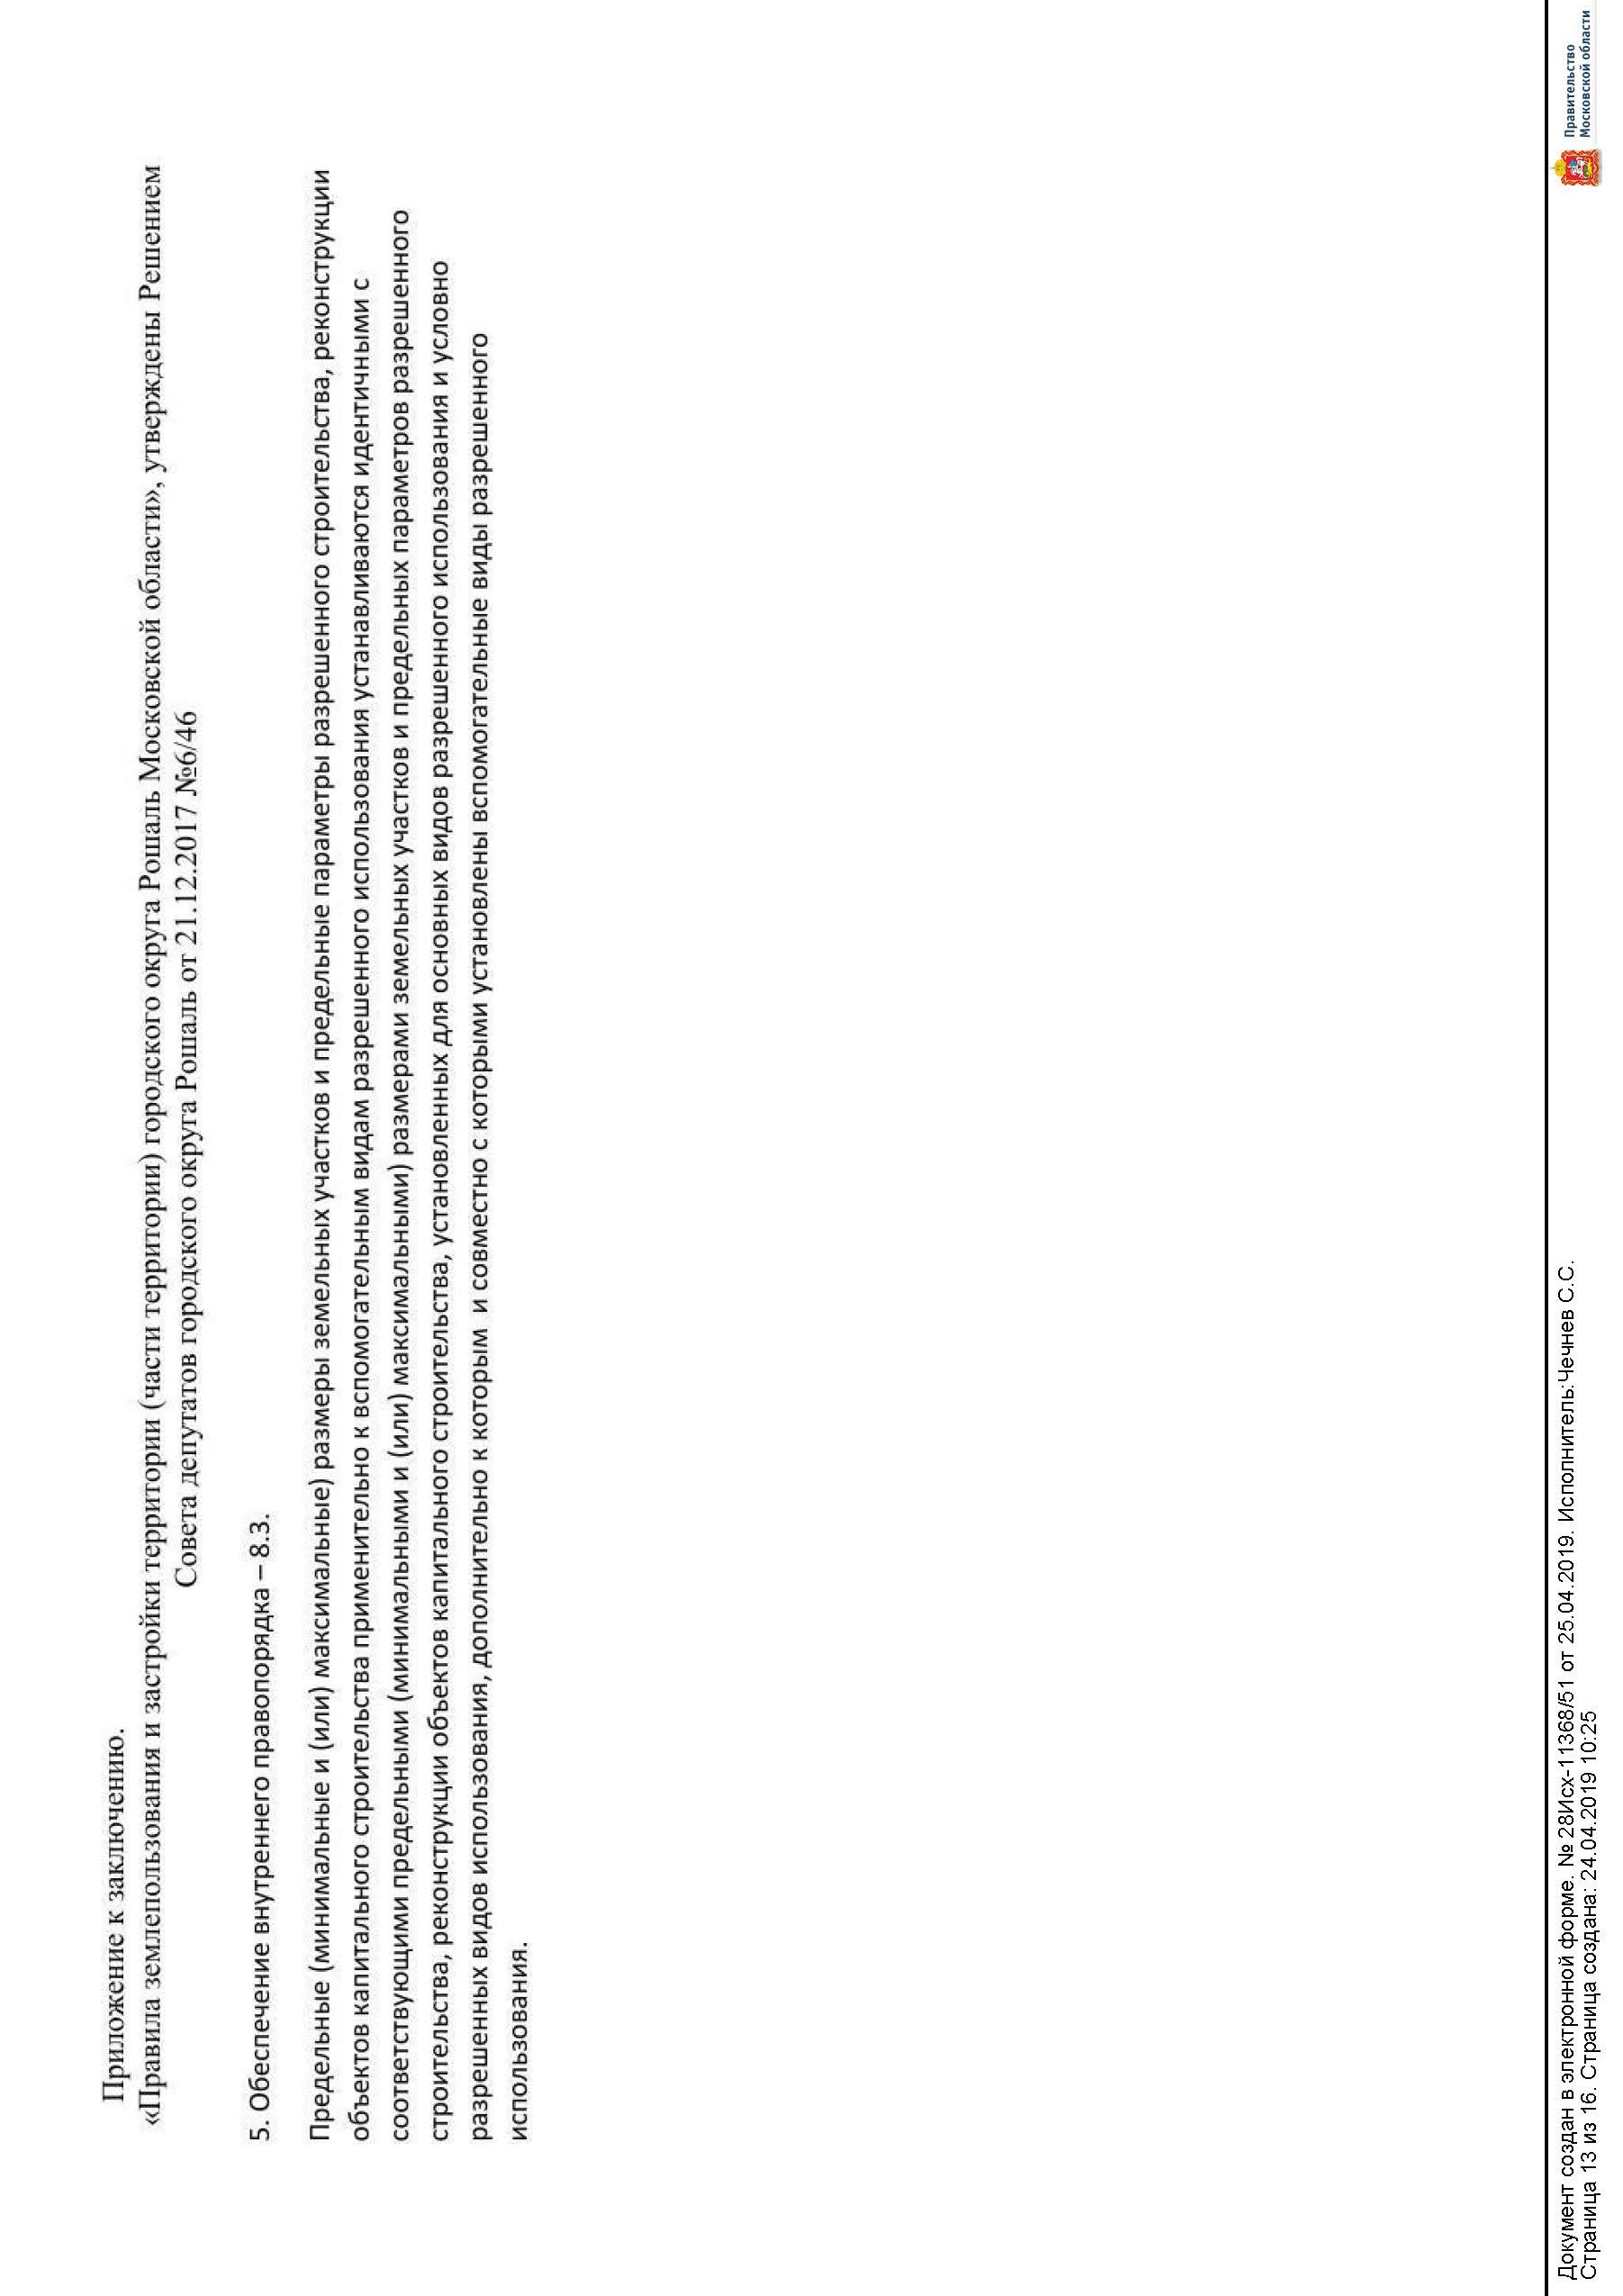 Приложение к заключению.
«Правила землепользования и застройки территории (части территории) городского округа Рошаль Московской области», утверждены Решением
Совета депутатов городского округа Рошаль от 21.12.2017 №6/46
5. Обеспечение внутреннего правопорядка – 8.3.
Предельные (минимальные и (или) максимальные) размеры земельных участков и предельные параметры разрешенного строительства, реконструкции
объектов капитального строительства применительно к вспомогательным видам разрешенного использования устанавливаются идентичными с
соответствующими предельными (минимальными и (или) максимальными) размерами земельных участков и предельных параметров разрешенного
строительства, реконструкции объектов капитального строительства, установленных для основных видов разрешенного использования и условно
разрешенных видов использования, дополнительно к которым и совместно с которыми установлены вспомогательные виды разрешенного
использования.
Документ создан в электронной форме. № 28Исх-11368/51 от 25.04.2019. Исполнитель:Чечнев С.С.
Страница 13 из 16. Страница создана: 24.04.2019 10:25
Правительство
Московской области